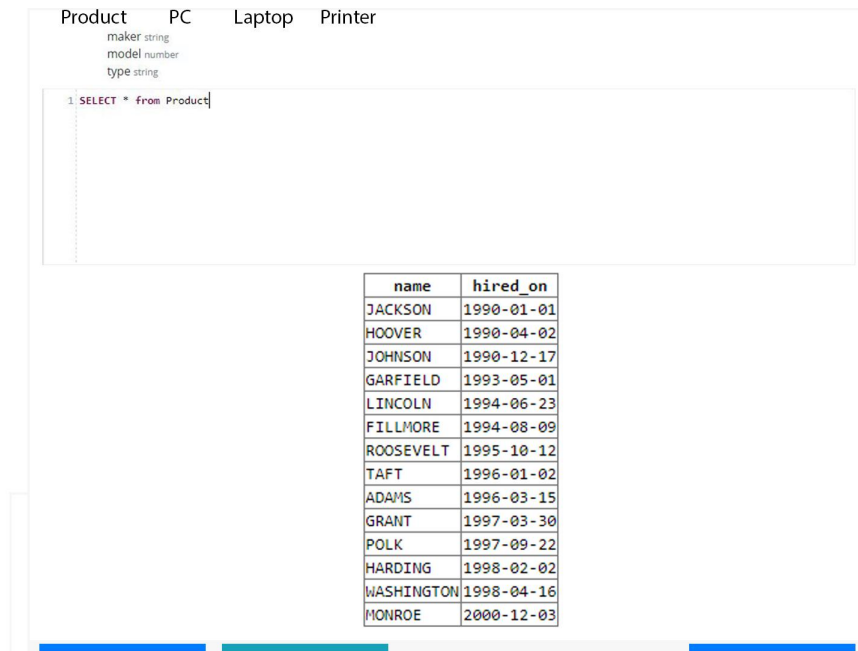 Product PC Laptop Printer
maker string
model number
type string
1 SELECT * from Product
name hired_on
JACKSON 1990-01-01
HOOVER 1990-04-02
JOHNSON 1990-12-17
GARFIELD 1993-05-01
LINCOLN 1994-06-23
FILLMORE 1994-08-09
ROOSEVELT 1995-10-12
TAFT 1996-01-02
ADAMS 1996-03-15
GRANT 1997-03-30
POLK 1997-09-22
HARDING 1998-02-02
WASHINGTON 1998-04-16
MONROE 2000-12-03